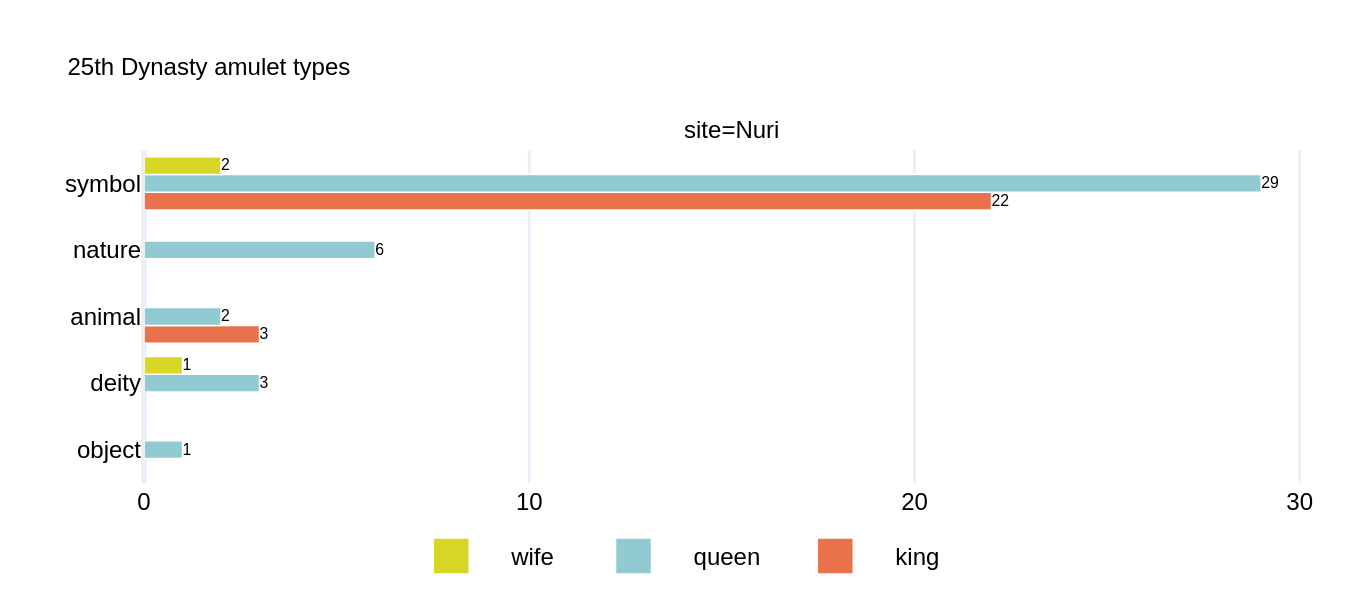 25th Dynasty amulet types
site=Nuri
symbol
2
29
22
nature
6
animal
2
3
deity
1
3
object
1
0 10 20 30
wife queen king